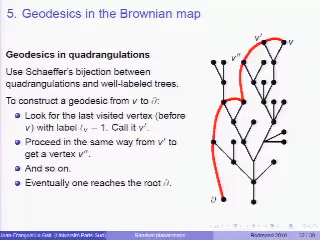 5. Geodesics in the Brownian map
Geodesics in quadrangulations
Use Schaeffer's bijection between
quadrangulations and well-labeled trees.
To construct a geodesic from v to ∂:
Look for the last visited vertex (before
v) with label ℓv − 1. Call it v′.
Proceed in the same way from v′ to
get a vertex v″.
And so on.
Eventually one reaches the root ∂.
v′
v
v″
∂
Jean-François Le Gall (Université Paris-Sud)
Random planar maps
Redmond 2010
32 / 39